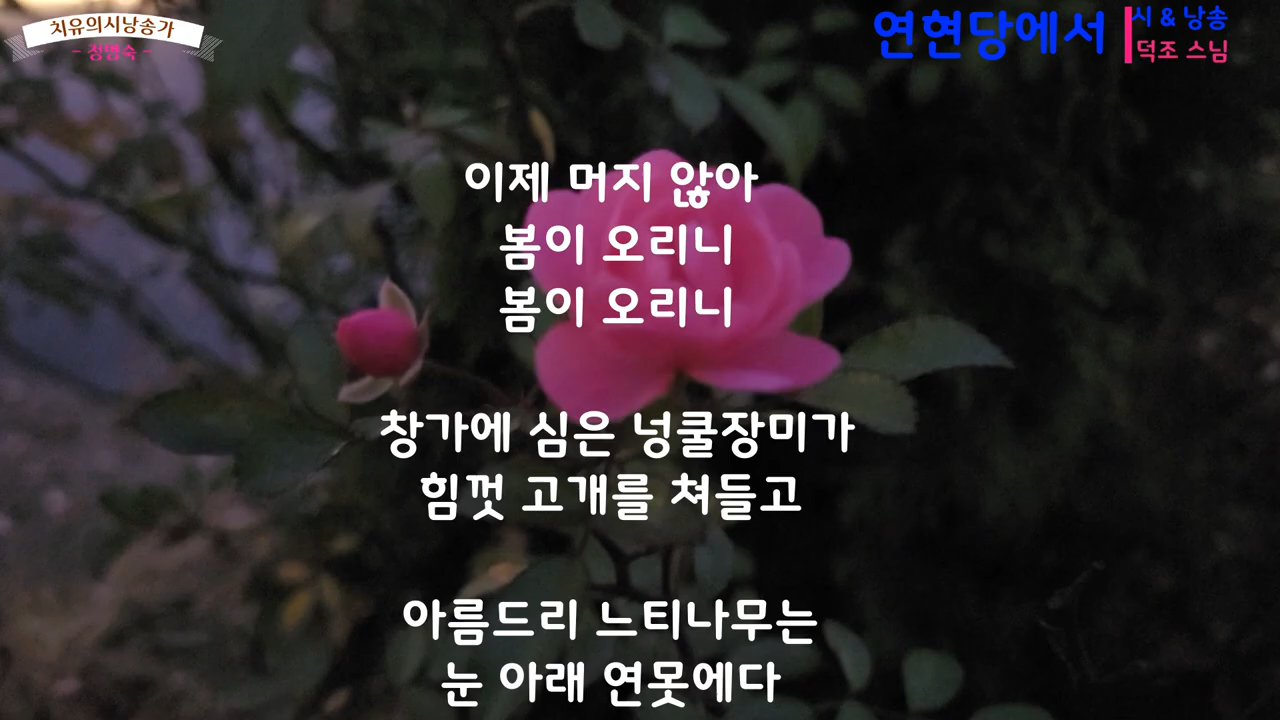 치유의시낭송가
- 정명숙 -
연현당에서
시 & 낭송
덕조 스님
이제 머지 않아
봄이 오리니
봄이 오리니
창가에 심은 넝쿨장미가
힘껏 고개를 쳐들고
아름드리 느티나무는
눈 아래 연못에다